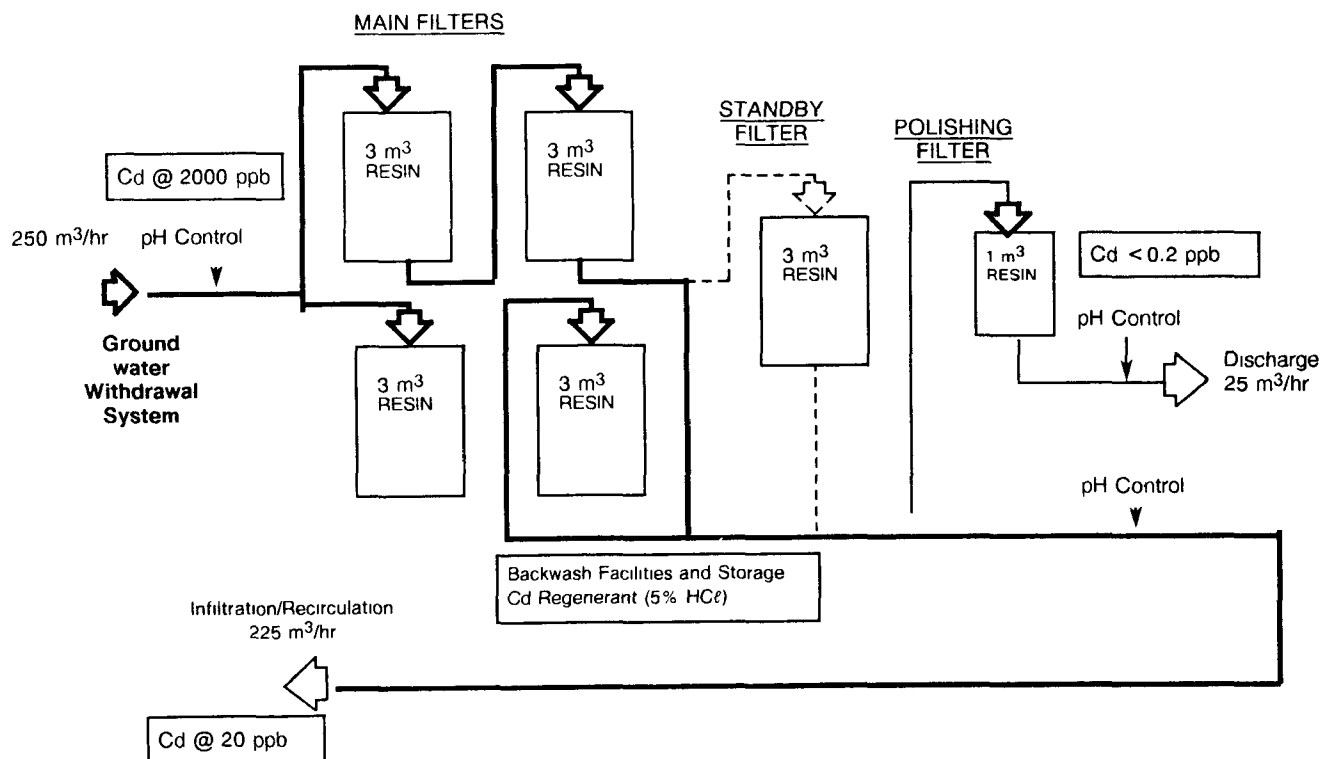 MAIN FILTERS
STANDBY
FILTER
POLISHING
FILTER
3 m³
RESIN
3 m³
RESIN
Cd @ 2000 ppb
250 m³/hr
pH Control
3 m³
RESIN
1 m³
RESIN
Cd < 0.2 ppb
pH Control
Ground
water
Withdrawal
System
3 m³
RESIN
3 m³
RESIN
Discharge
25 m³/hr
pH Control
Backwash Facilities and Storage
Cd Regenerant (5% HCℓ)
Infiltration/Recirculation
225 m³/hr
Cd @ 20 ppb